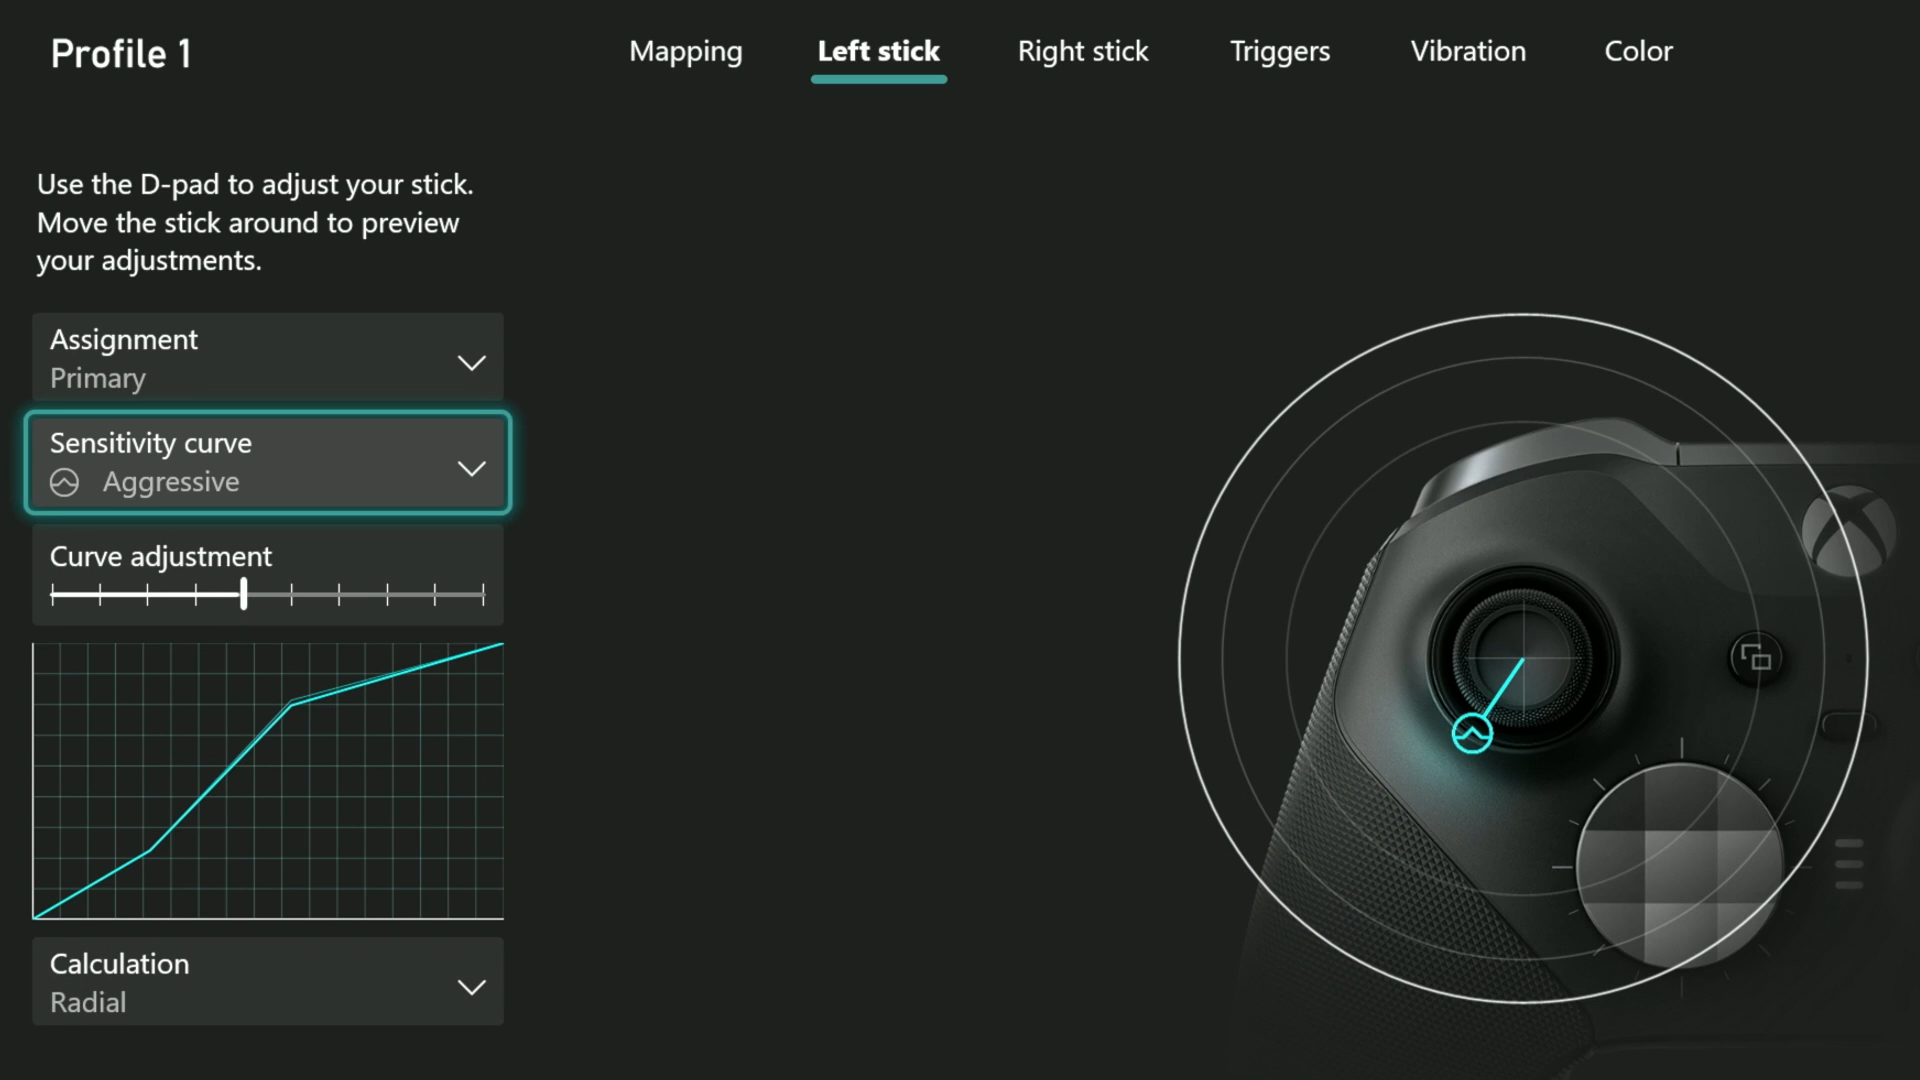 Profile 1
Mapping
Left stick
Right stick
Triggers
Vibration
Color
Use the D-pad to adjust your stick.
Move the stick around to preview
your adjustments.
Assignment
Primary
Sensitivity curve
Aggressive
Curve adjustment
Calculation
Radial